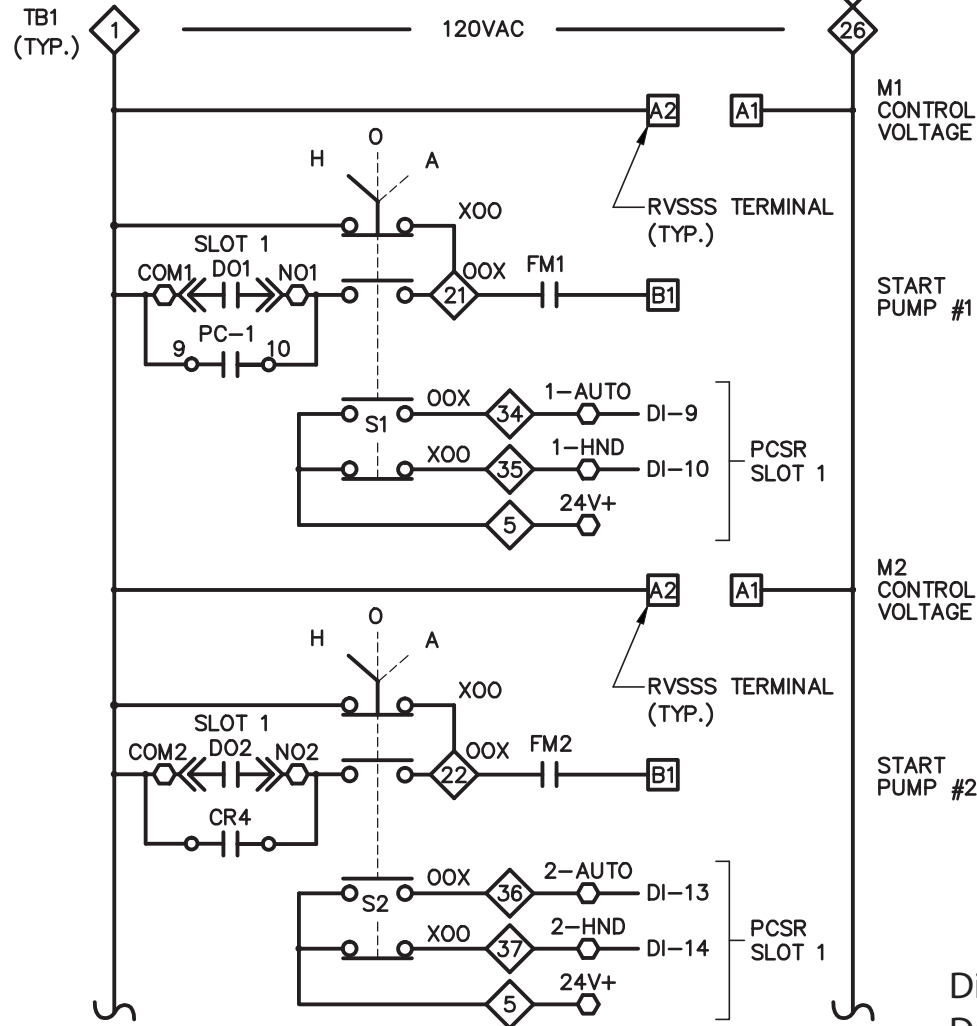 TB1
(TYP.)
1
120VAC
26
M1
CONTROL
VOLTAGE
A2
A1
O
H
A
XOO
RVSSS TERMINAL
(TYP.)
SLOT 1
COM1
DO1
NO1
OOX
21
FM1
B1
START
PUMP #1
PC-1
9
10
S1
OOX
34
1-AUTO
DI-9
XOO
35
1-HND
DI-10
PCSR
SLOT 1
5
24V+
M2
CONTROL
VOLTAGE
A2
A1
O
H
A
XOO
RVSSS TERMINAL
(TYP.)
SLOT 1
COM2
DO2
NO2
OOX
22
FM2
B1
START
PUMP #2
CR4
S2
OOX
36
2-AUTO
DI-13
XOO
37
2-HND
DI-14
PCSR
SLOT 1
5
24V+